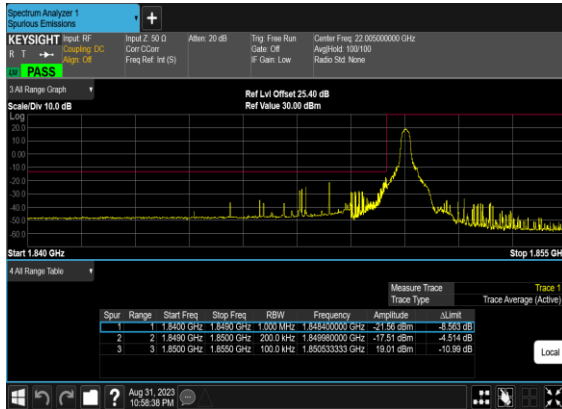 Spectrum Analyzer 1
Spurious Emissions
+
KEYSIGHT Input: RF Input Z: 50 Ω Atten: 20 dB Trig: Free Run Center Freq: 22.005000000 GHz
R T Coupling: DC Corr CCorr Gate: Off Avg|Hold: 100/100
Align: Off Freq Ref: Int (S) IF Gain: Low Radio Std: None
PASS
3 All Range Graph
Ref Lvl Offset 25.40 dB
Scale/Div 10.0 dB Ref Value 30.00 dBm
Log
20.0
10.0
0.00
-10.0
-20.0
-30.0
-40.0
-50.0
-60.0
Start 1.840 GHz Stop 1.855 GH
4 All Range Table
Measure Trace Trace 1
Trace Type Trace Average (Active)
Spur Range Start Freq Stop Freq RBW Frequency Amplitude ΔLimit
1 1 1.8400 GHz 1.8490 GHz 1.000 MHz 1.848400000 GHz -21.56 dBm -8.563 dB
2 2 1.8490 GHz 1.8500 GHz 200.0 kHz 1.849980000 GHz -17.51 dBm -4.514 dB
3 3 1.8500 GHz 1.8550 GHz 100.0 kHz 1.850533333 GHz 19.01 dBm -10.99 dB
Local
? Aug 31, 2023
10:58:38 PM